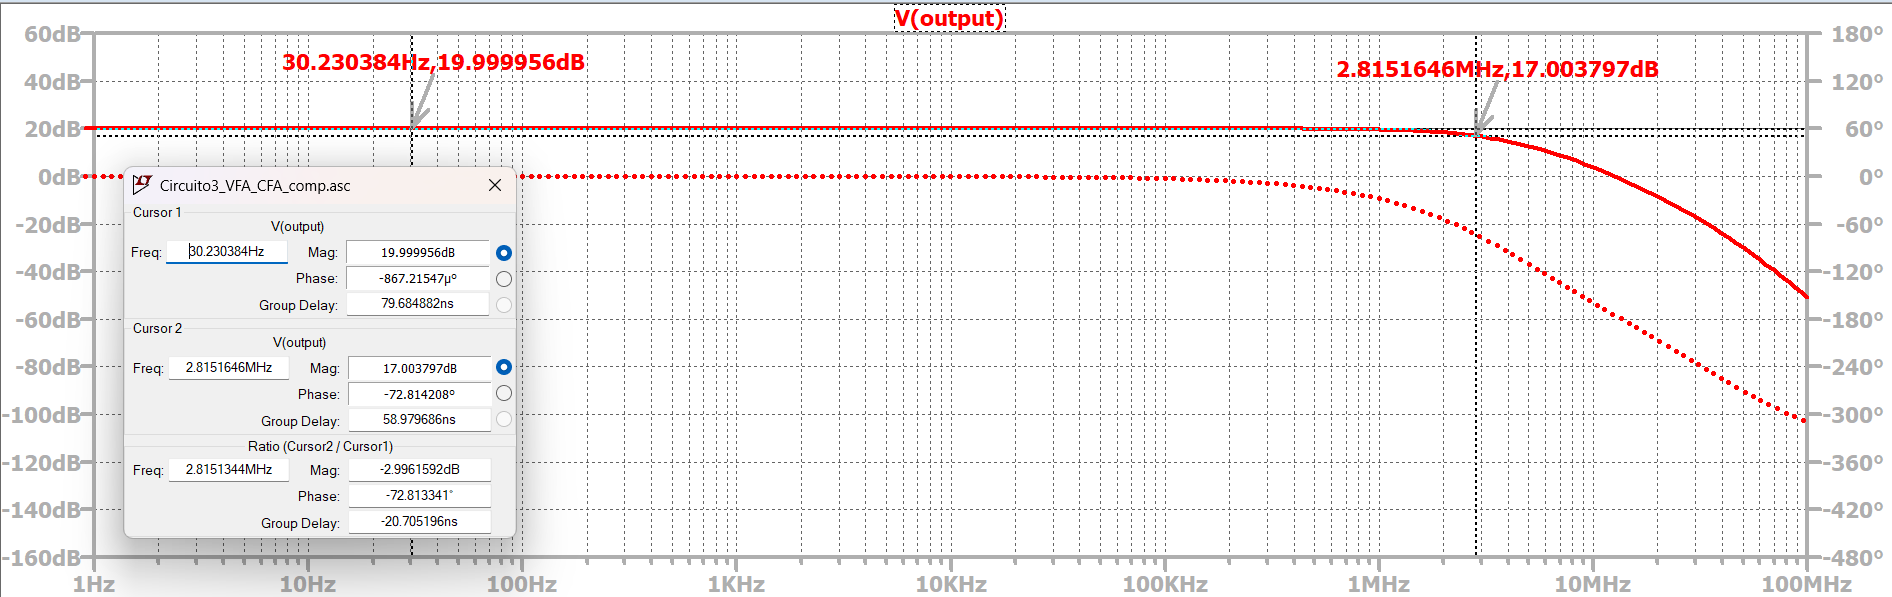 V(output)
60dB
180°
30.230384Hz,19.999956dB
2.8151646MHz,17.003797dB
40dB
120°
20dB
60°
0dB
0°
-20dB
-60°
-40dB
-120°
-60dB
-180°
-80dB
-240°
-100dB
-300°
-120dB
-360°
-140dB
-420°
-160dB
-480°
1Hz 10Hz 100Hz 1KHz 10KHz 100KHz 1MHz 10MHz 100MHz
Circuito3_VFA_CFA_comp.asc
Cursor 1
V(output)
Freq: 30.230384Hz Mag: 19.999956dB
Phase: -867.21547µº
Group Delay: 79.684882ns
Cursor 2
V(output)
Freq: 2.8151646MHz Mag: 17.003797dB
Phase: -72.814208º
Group Delay: 58.979686ns
Ratio (Cursor2 / Cursor1)
Freq: 2.8151344MHz Mag: -2.9961592dB
Phase: -72.813341°
Group Delay: -20.705196ns